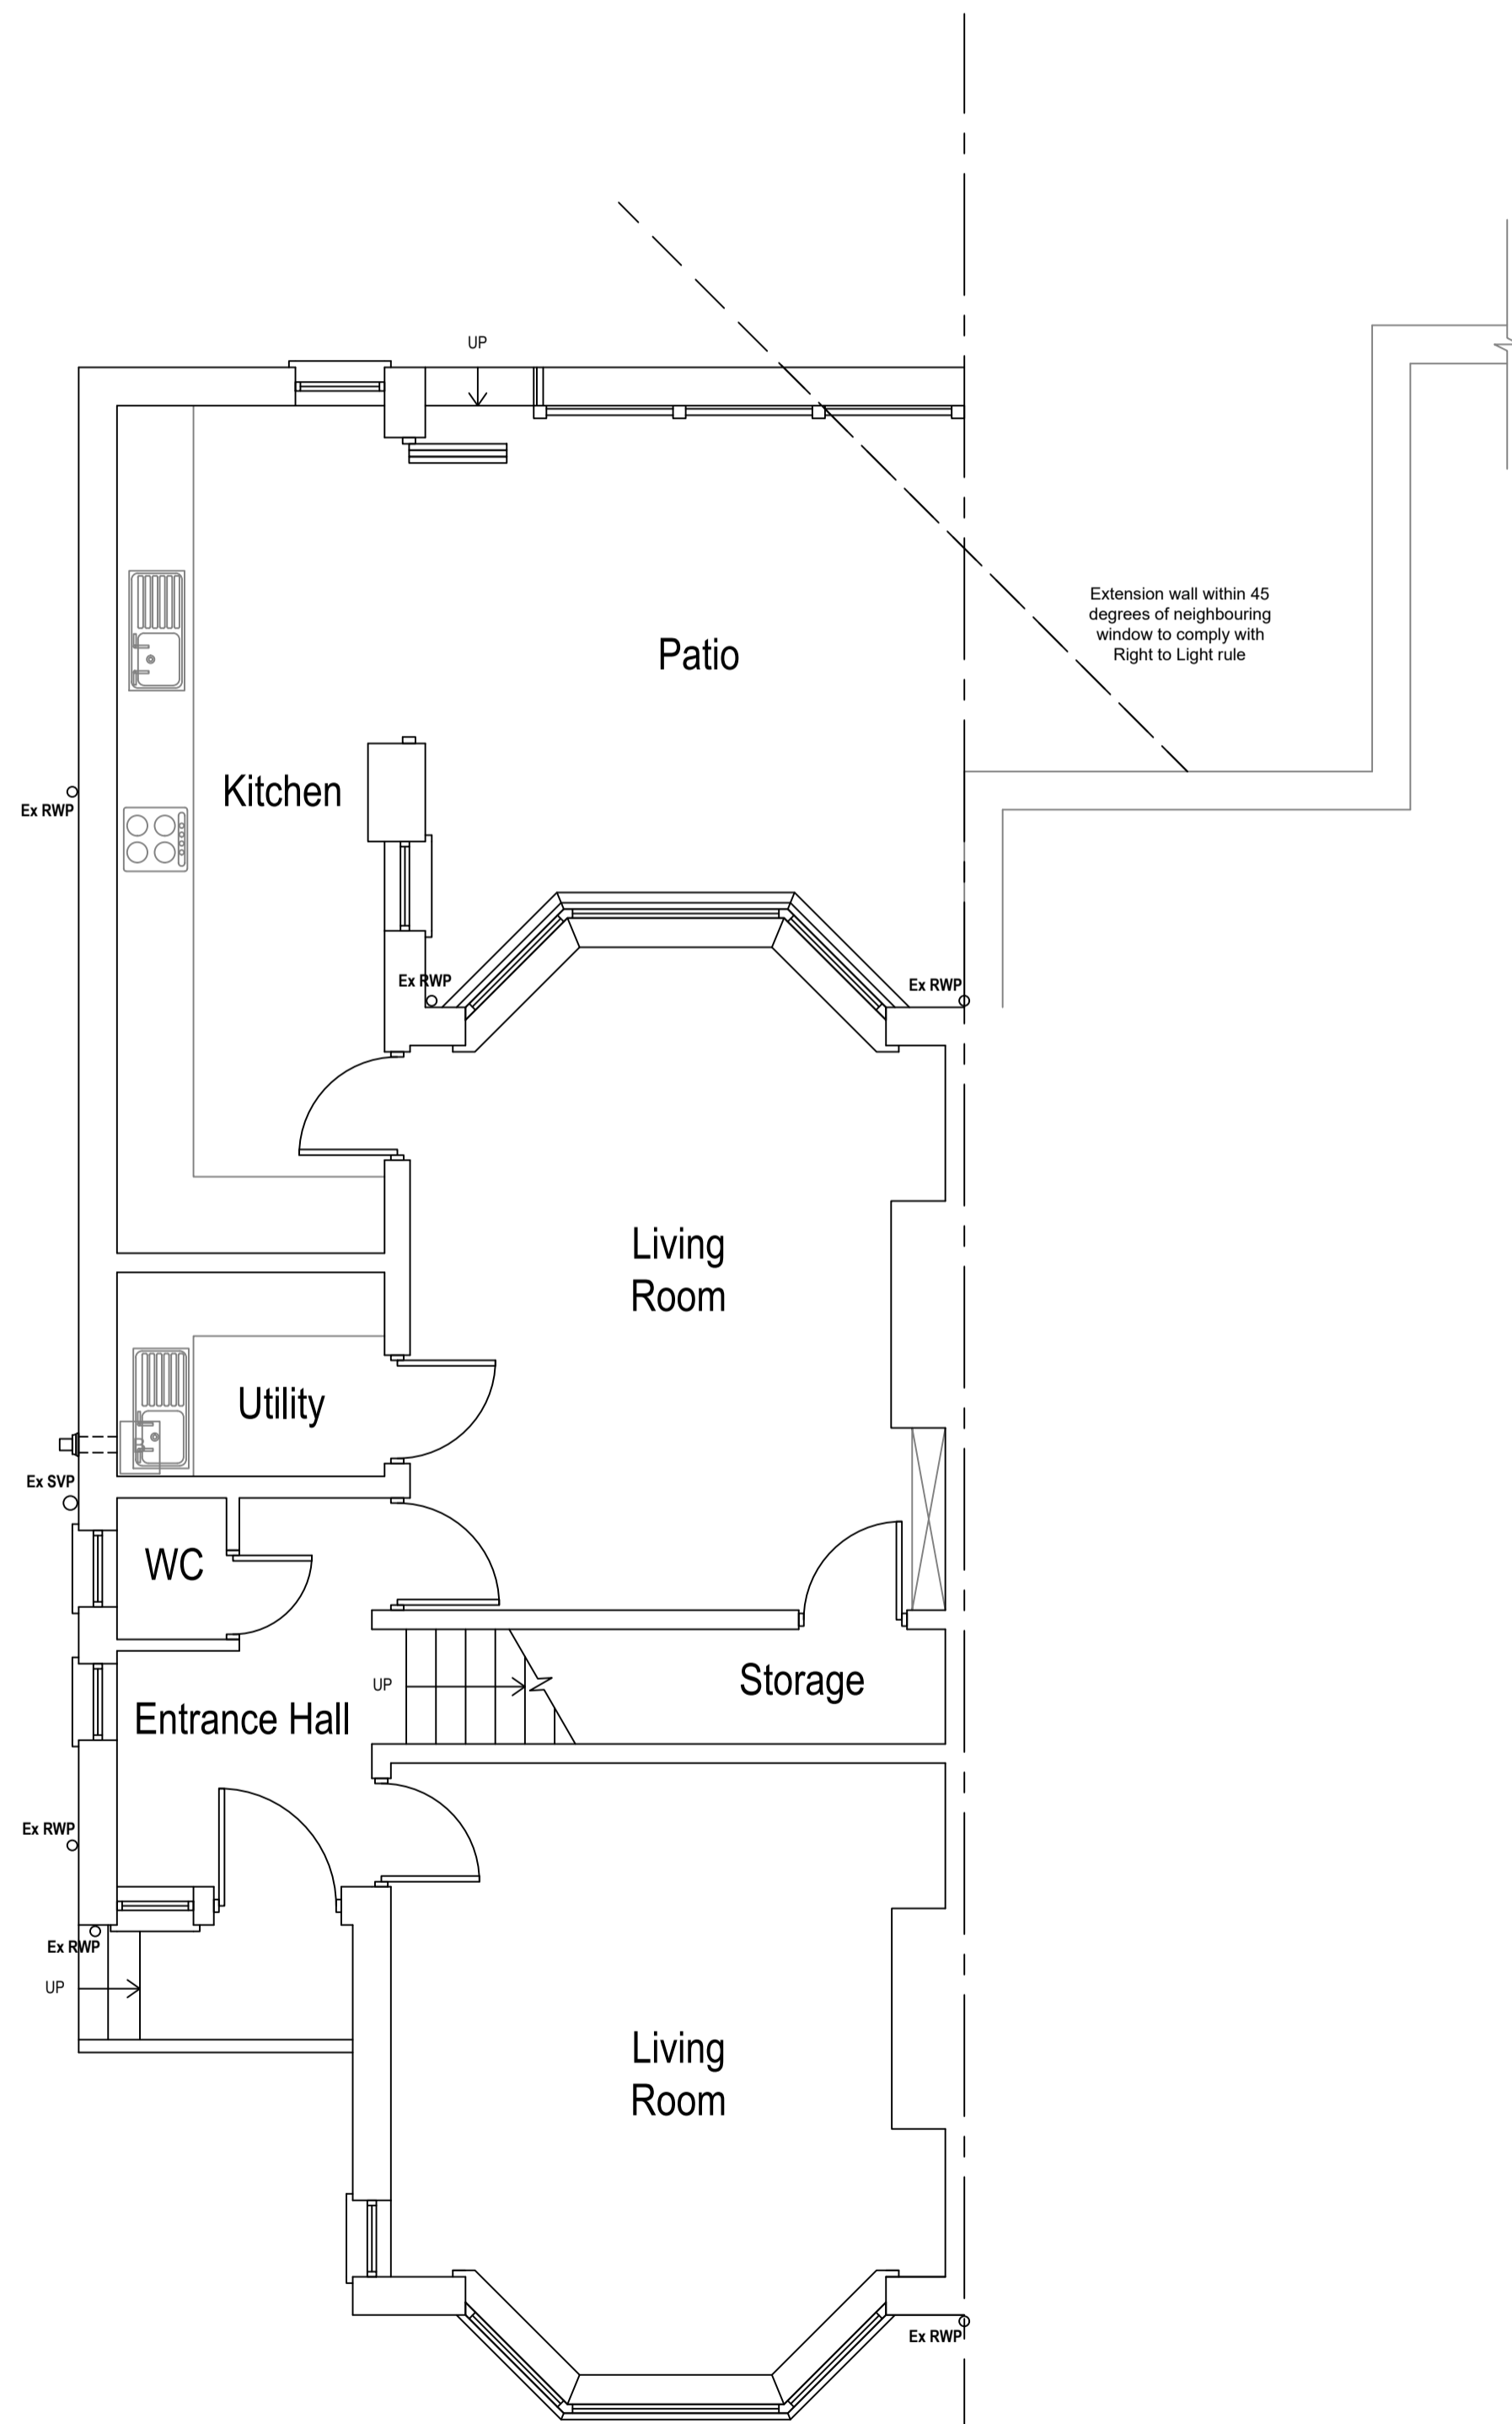 UP
Extension wall within 45
degrees of neighbouring
window to comply with
Right to Light rule
Patio
Kitchen
Ex RWP
Ex RWP
Ex RWP
Living
Room
Utility
B
Ex SVP
WC
UP
Storage
Entrance Hall
Ex RWP
Ex RWP
UP
Living
Room
Ex RWP